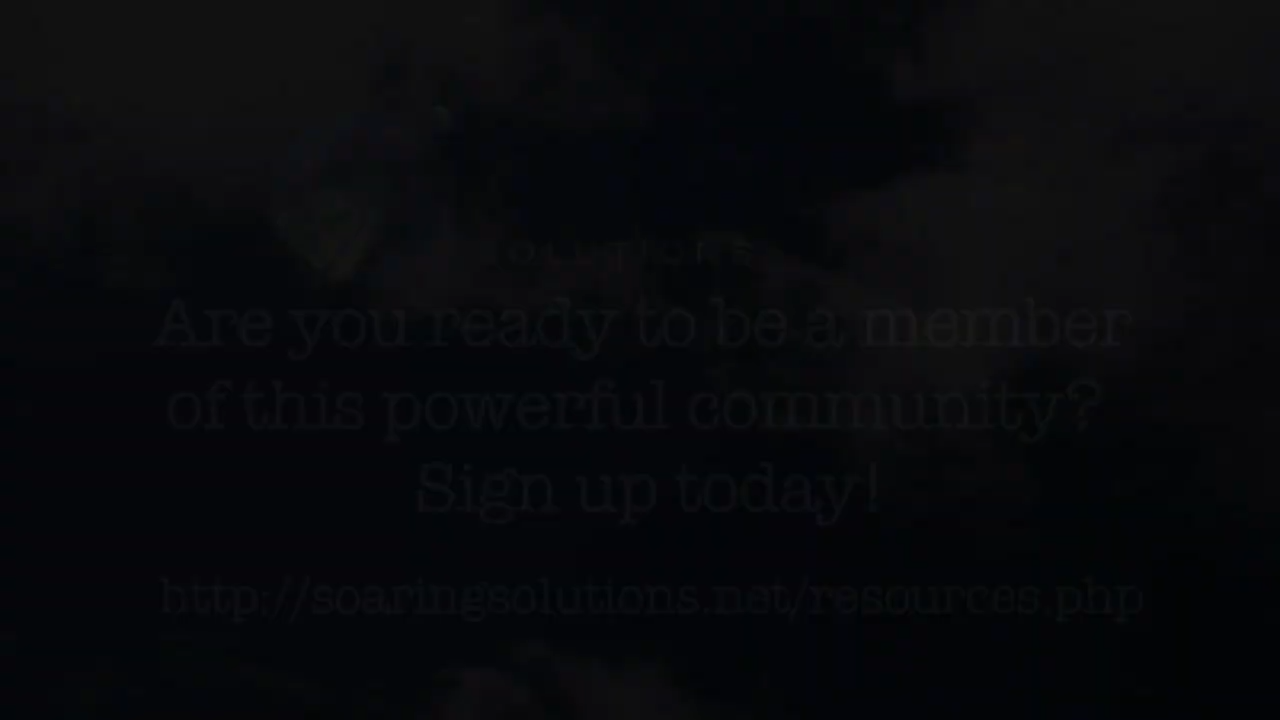 Are you ready to be a member
of this powerful community?
Sign up today!
http://soaringsolutions.net/resources.php